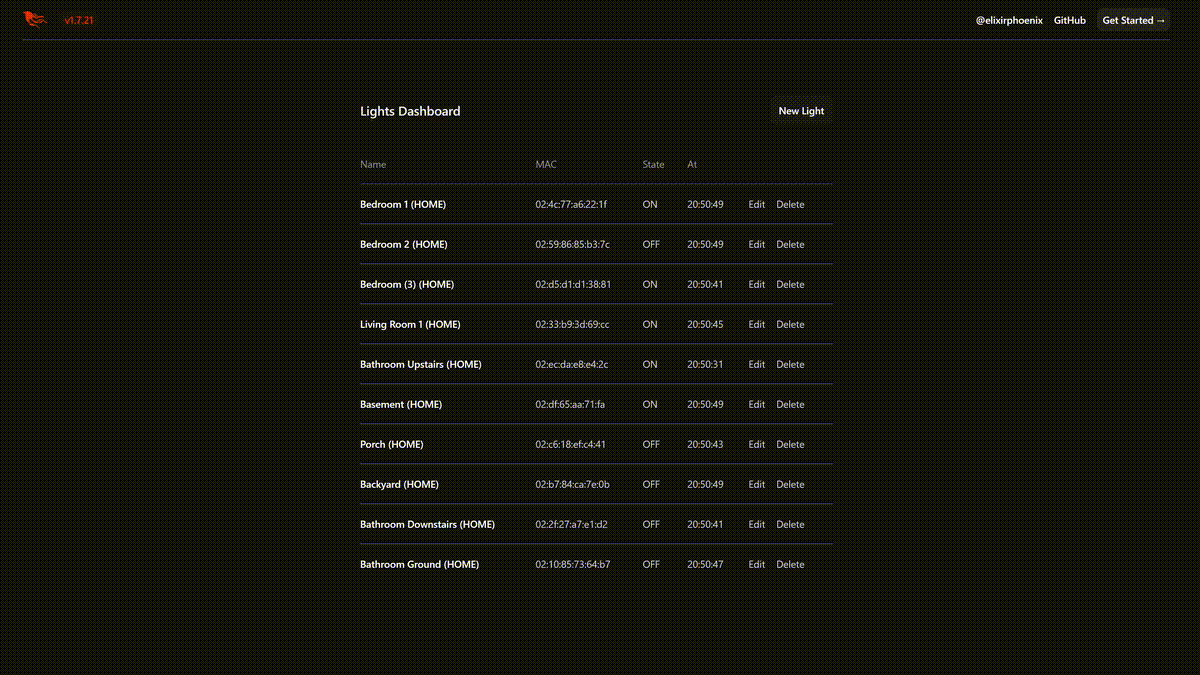 v1.7.21 @elixirphoenix GitHub Get Started →
Lights Dashboard New Light
Name MAC State At
Bedroom 1 (HOME) 02:4c:77:a6:22:1f ON 20:50:49 Edit Delete
Bedroom 2 (HOME) 02:59:86:85:b3:7c OFF 20:50:49 Edit Delete
Bedroom (3) (HOME) 02:d5:d1:d1:38:81 ON 20:50:41 Edit Delete
Living Room 1 (HOME) 02:33:b9:3d:69:cc ON 20:50:45 Edit Delete
Bathroom Upstairs (HOME) 02:ec:da:e8:e4:2c ON 20:50:31 Edit Delete
Basement (HOME) 02:df:65:aa:71:fa ON 20:50:49 Edit Delete
Porch (HOME) 02:c6:18:ef:c4:41 OFF 20:50:43 Edit Delete
Backyard (HOME) 02:b7:84:ca:7e:0b OFF 20:50:49 Edit Delete
Bathroom Downstairs (HOME) 02:2f:27:a7:e1:d2 OFF 20:50:41 Edit Delete
Bathroom Ground (HOME) 02:10:85:73:64:b7 OFF 20:50:47 Edit Delete